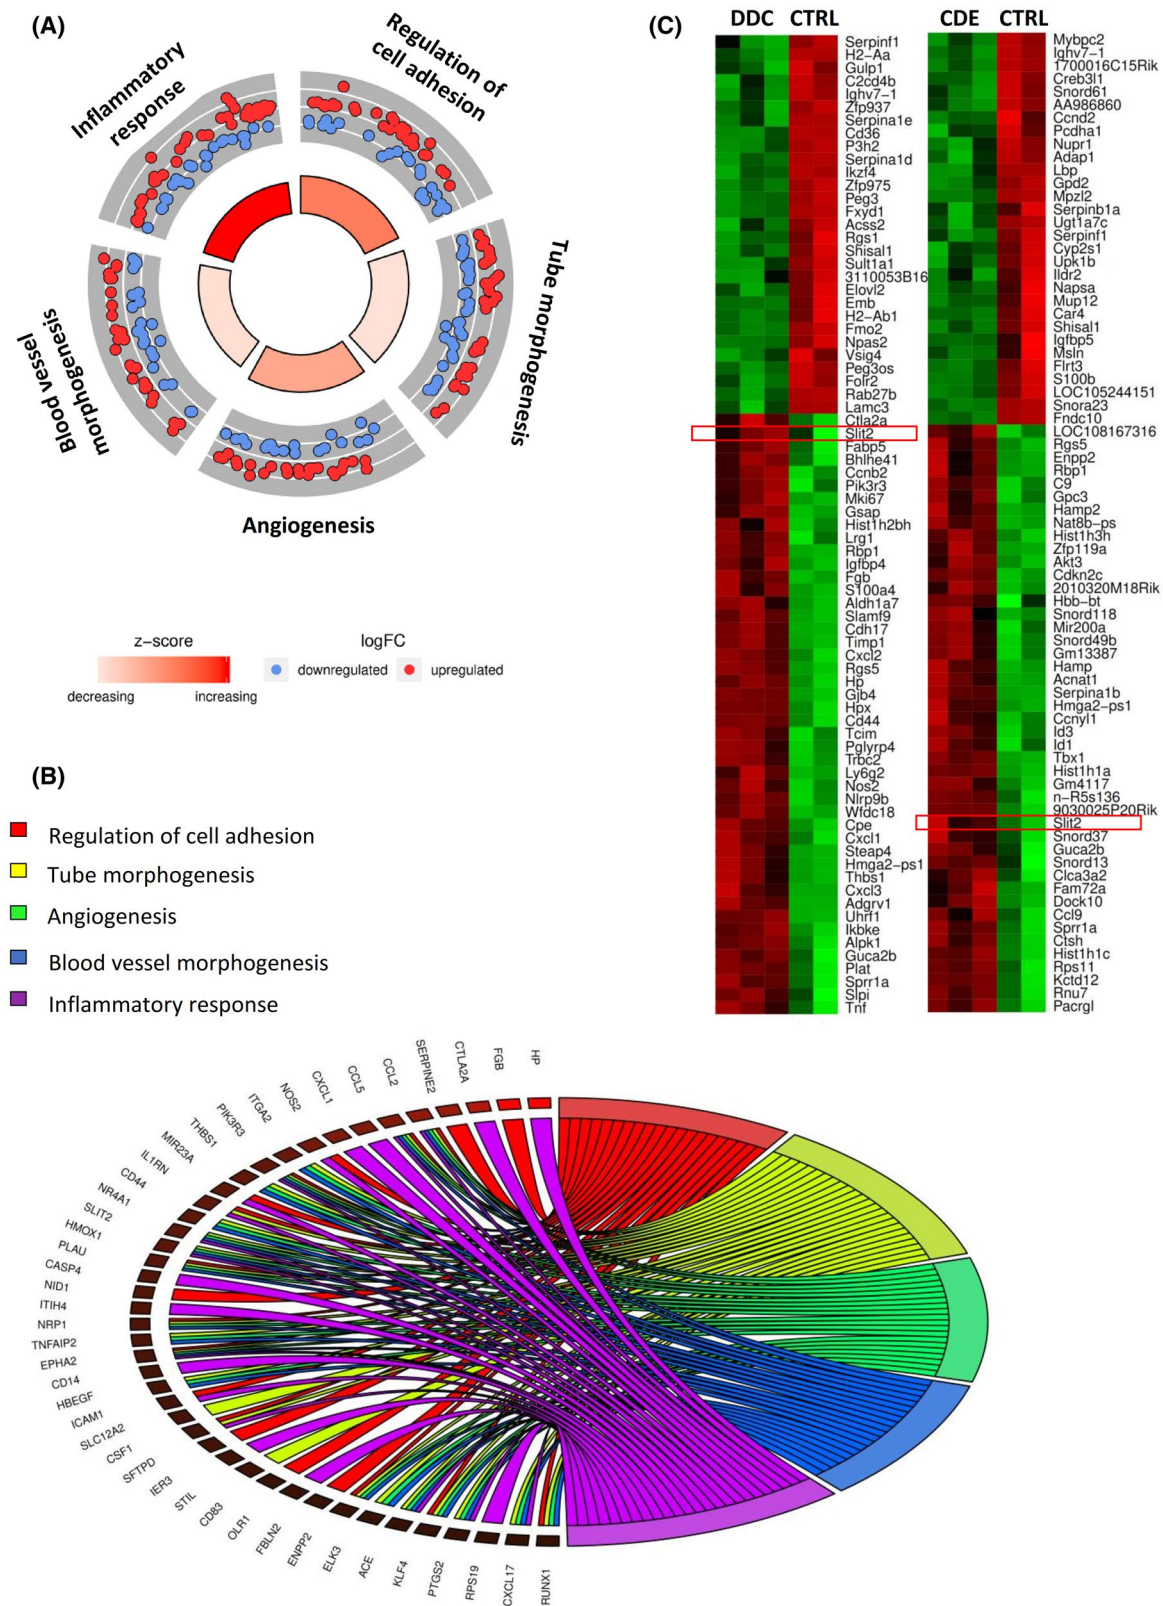 (A)
Inflammatory
response
Regulation of
cell adhesion
Tube morphogenesis
Angiogenesis
Blood vessel
morphogenesis
z-score
decreasing
increasing
logFC
downregulated
upregulated
(B)
Regulation of cell adhesion
Tube morphogenesis
Angiogenesis
Blood vessel morphogenesis
Inflammatory response
HP
FGB
CTLA2A
SERPINE2
CCL2
CCL5
CXCL1
NOS2
ITGA2
PIK3R3
THBS1
MIR23A
IL1RN
CD44
NR4A1
SLIT2
HMOX1
PLAU
CASP4
NID1
ITIH4
NRP1
TNFAIP2
EPHA2
CD14
HBEGF
ICAM1
SLC12A2
CSF1
SFTPD
IER3
STIL
CD83
OLR1
FBLN2
ENPP2
ELK3
ACE
KLF4
PTGS2
RPS19
CXCL17
RUNX1
(C)
DDC CTRL
Serpinf1
H2-Aa
Gulp1
C2cd4b
Ighv7-1
Zfp937
Serpina1e
Cd36
P3h2
Serpina1d
Ikzf4
Zfp975
Peg3
Fxyd1
Acss2
Rgs1
Shisal1
Sult1a1
3110053B16
Elovl2
Emb
H2-Ab1
Fmo2
Npas2
Vsig4
Peg3os
Folr2
Rab27b
Lamc3
Ctla2a
Slit2
Fabp5
Bhlhe41
Ccnb2
Pik3r3
Mki67
Gsap
Hist1h2bh
Lrg1
Rbp1
Igfbp4
Fgb
S100a4
Aldh1a7
Slamf9
Cdh17
Timp1
Cxcl2
Rgs5
Hp
Gjb4
Hpx
Cd44
Tcim
Pglyrp4
Trbc2
Ly6g2
Nos2
Nlrp9b
Wfdc18
Cpe
Cxcl1
Steap4
Hmga2-ps1
Thbs1
Cxcl3
Adgrv1
Uhrf1
Ikbke
Alpk1
Guca2b
Plat
Sprr1a
Slpi
Tnf
CDE CTRL
Mybpc2
Ighv7-1
1700016C15Rik
Creb3l1
Snord61
AA986860
Ccnd2
Pcdha1
Nupr1
Adap1
Lbp
Gpd2
Mpzl2
Serpinb1a
Ugt1a7c
Serpinf1
Cyp2s1
Upk1b
Ildr2
Napsa
Mup12
Car4
Shisal1
Igfbp5
Msln
Flrt3
S100b
LOC105244151
Snora23
Fndc10
LOC108167316
Rgs5
Enpp2
Rbp1
C9
Gpc3
Hamp2
Nat8b-ps
Hist1h3h
Zfp119a
Akt3
Cdkn2c
2010320M18Rik
Hbb-bt
Snord118
Mir200a
Snord49b
Gm13387
Hamp
Acnat1
Serpina1b
Hmga2-ps1
Ccnyl1
Id3
Id1
Tbx1
Hist1h1a
Gm4117
n-R5s136
9030025P20Rik
Slit2
Snord37
Guca2b
Snord13
Clca3a2
Fam72a
Dock10
Ccl9
Sprr1a
Ctsh
Hist1h1c
Rps11
Kctd12
Rnu7
Pacrgl